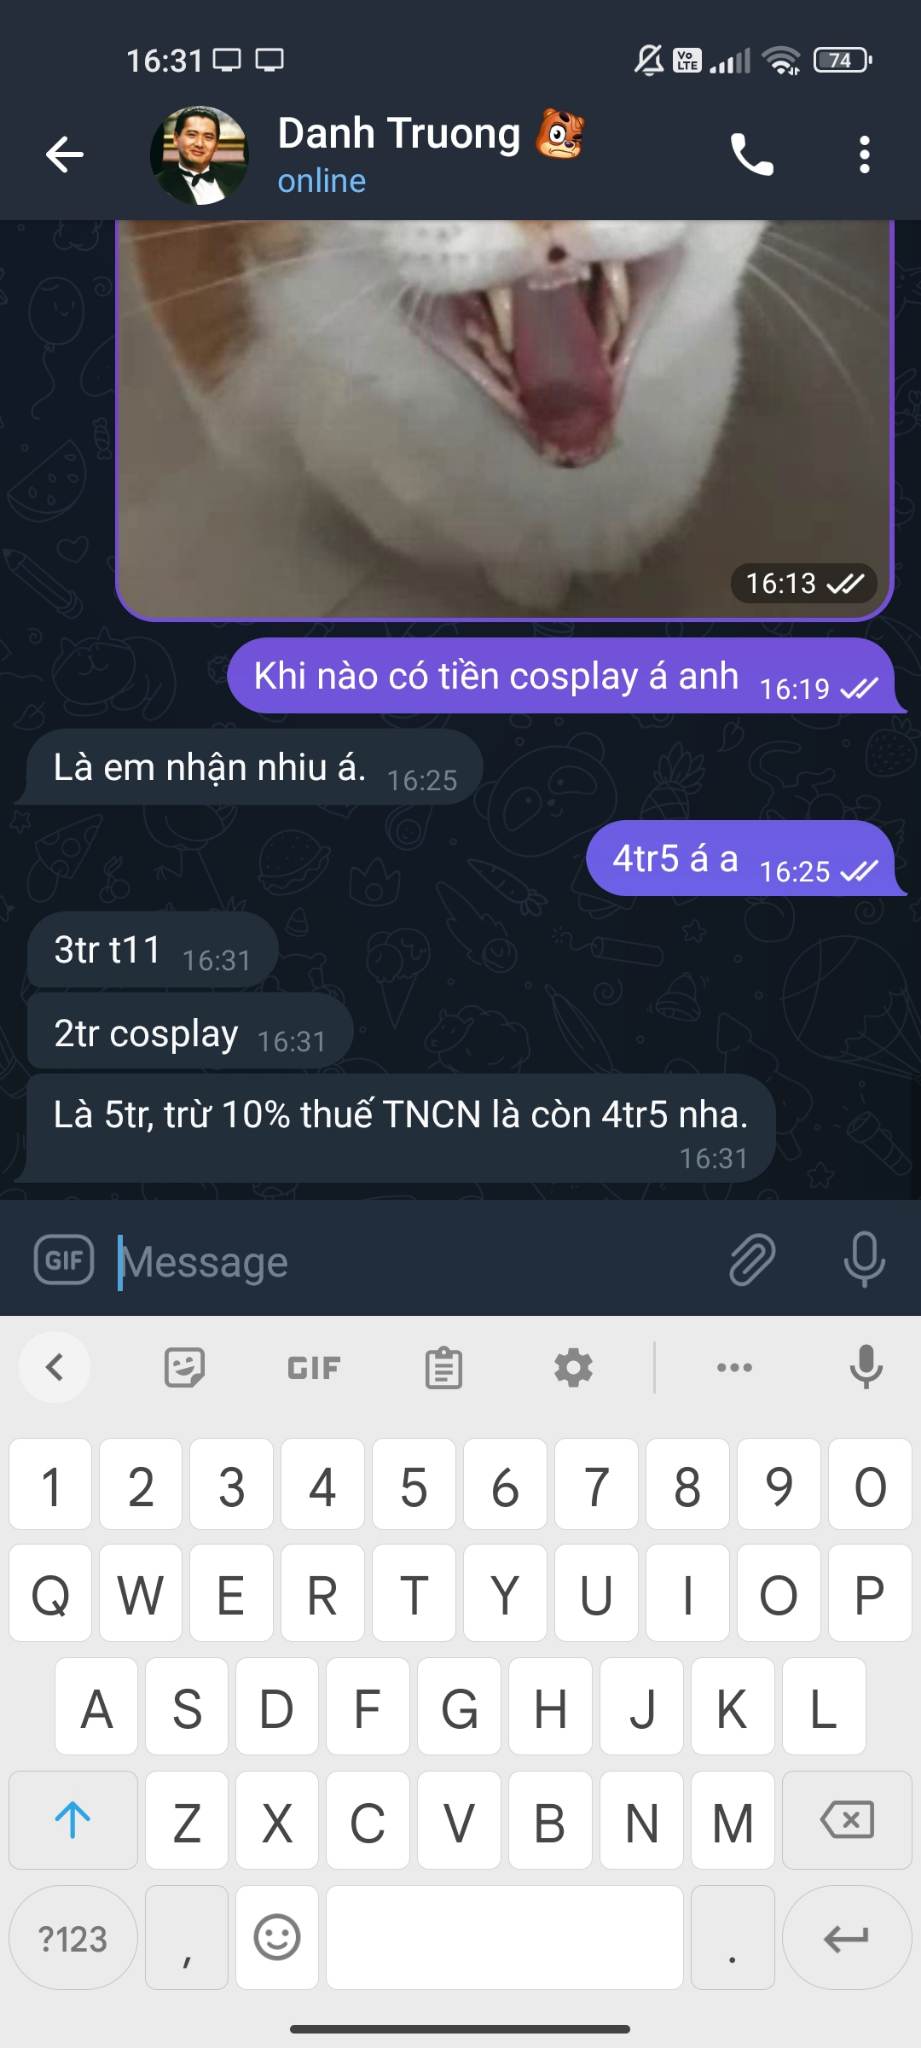 16:31
Vo
LTE
74
Danh Truong
online
16:13
Khi nào có tiền cosplay á anh 16:19
Là em nhận nhiu á. 16:25
4tr5 á a 16:25
3tr t11 16:31
2tr cosplay 16:31
Là 5tr, trừ 10% thuế TNCN là còn 4tr5 nha.
16:31
GIF Message
GIF
1 2 3 4 5 6 7 8 9 0
Q W E R T Y U I O P
A S D F G H J K L
Z X C V B N M
?123 , .